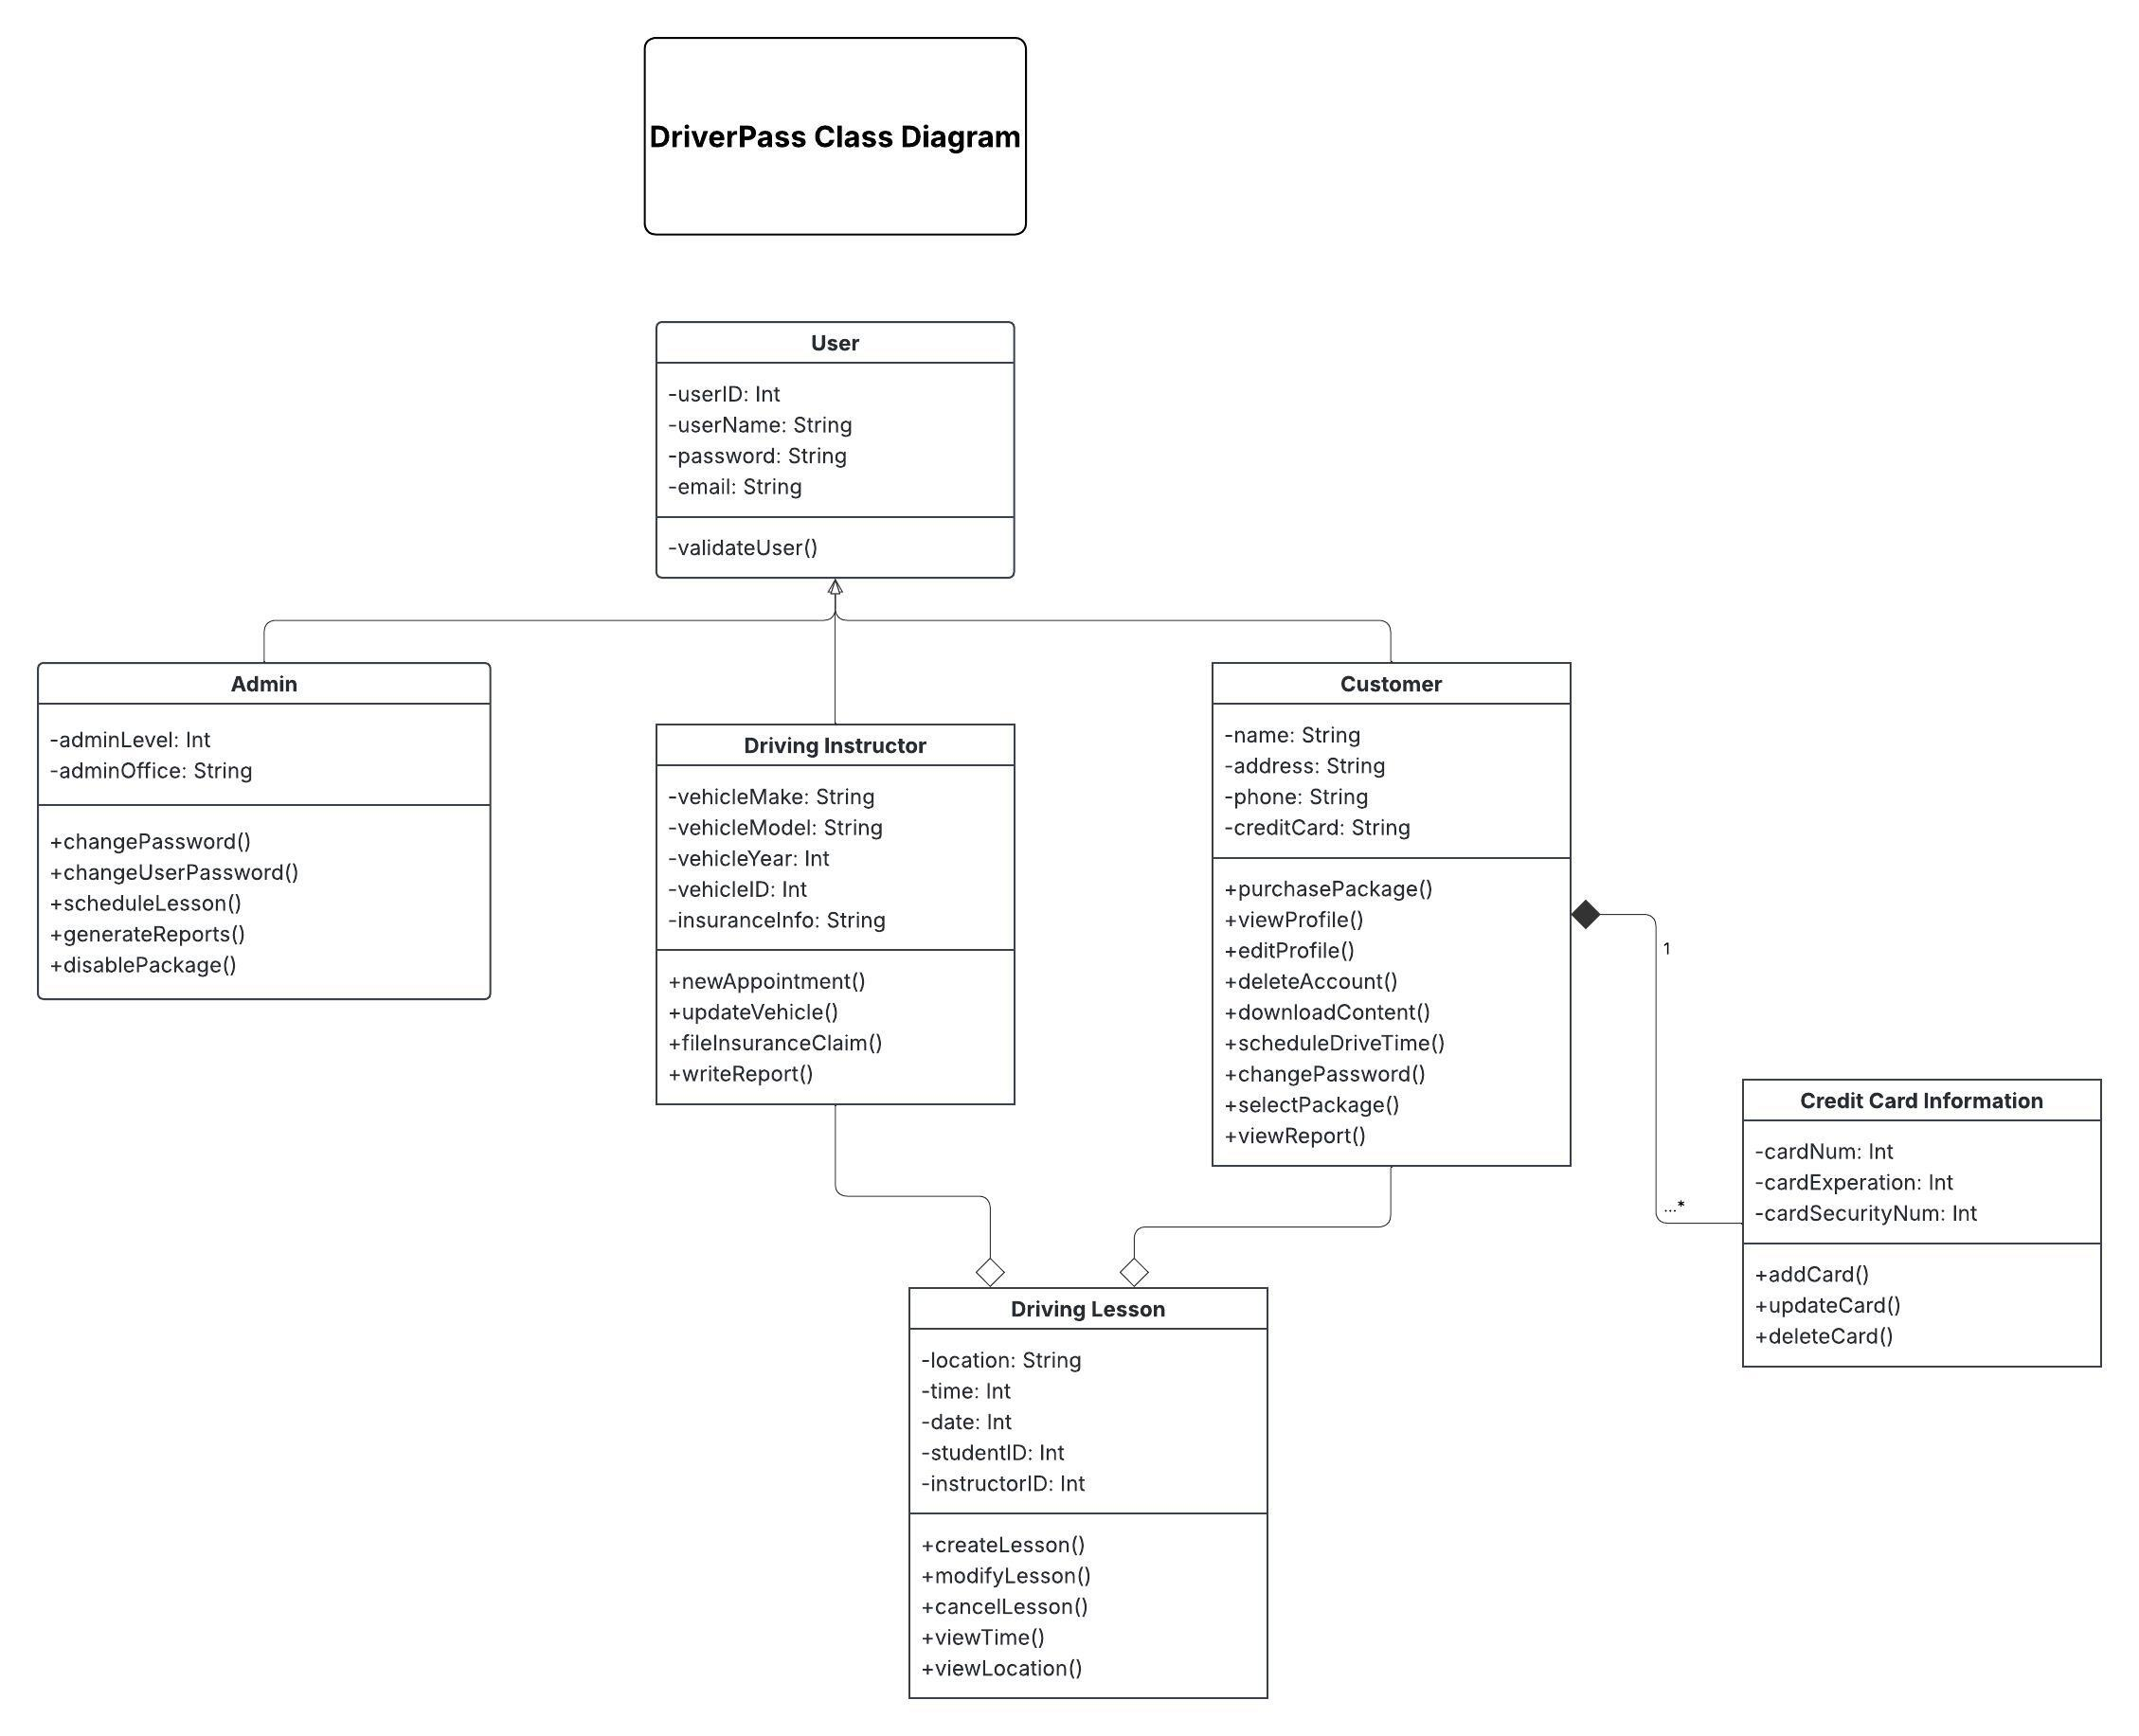 DriverPass Class Diagram
User
-userID: Int
-userName: String
-password: String
-email: String
-validateUser()
Admin
-adminLevel: Int
-adminOffice: String
+changePassword()
+changeUserPassword()
+scheduleLesson()
+generateReports()
+disablePackage()
Driving Instructor
-vehicleMake: String
-vehicleModel: String
-vehicleYear: Int
-vehicleID: Int
-insuranceInfo: String
+newAppointment()
+updateVehicle()
+fileInsuranceClaim()
+writeReport()
Customer
-name: String
-address: String
-phone: String
-creditCard: String
+purchasePackage()
+viewProfile()
+editProfile()
+deleteAccount()
+downloadContent()
+scheduleDriveTime()
+changePassword()
+selectPackage()
+viewReport()
1
...*
Credit Card Information
-cardNum: Int
-cardExperation: Int
-cardSecurityNum: Int
+addCard()
+updateCard()
+deleteCard()
Driving Lesson
-location: String
-time: Int
-date: Int
-studentID: Int
-instructorID: Int
+createLesson()
+modifyLesson()
+cancelLesson()
+viewTime()
+viewLocation()